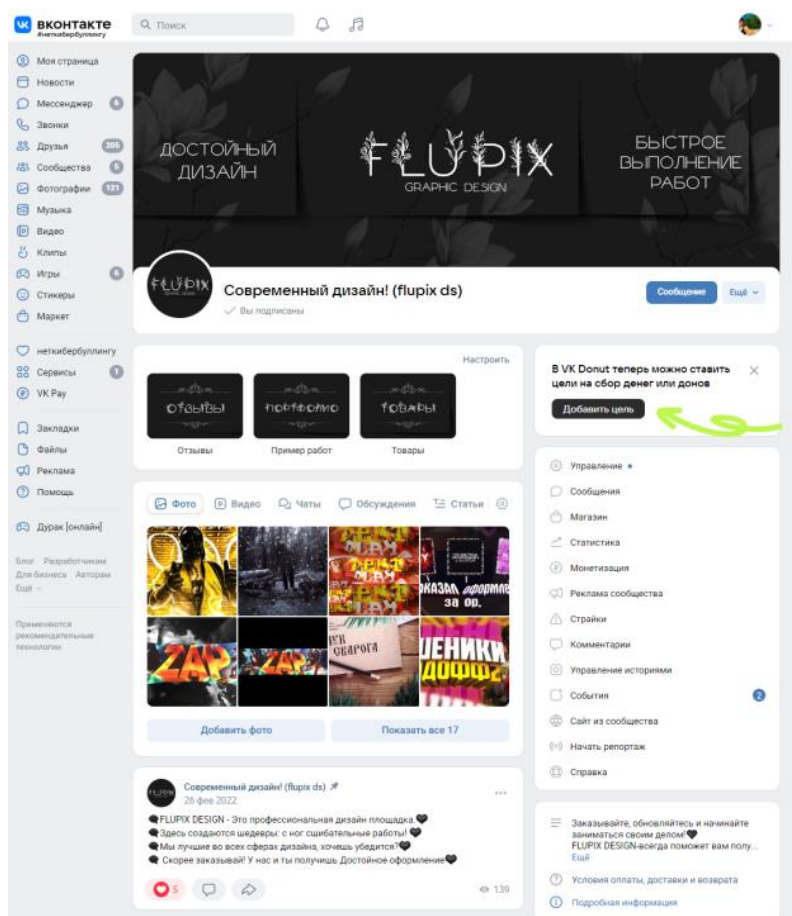 вконтакте
#неткибербуллингу
Поиск
Моя страница
Новости
Мессенджер 6
Звонки
Друзья 205
Сообщества 5
Фотографии 121
Музыка
Видео
Клипы
Игры 6
Стикеры
Маркет
неткибербуллингу
Сервисы 1
VK Pay
Закладки
Файлы
Реклама
Помощь
Дурак |онлайн|
Блог Разработчикам
Для бизнеса Авторам
Ещё
Применяются
рекомендательные
технологии
ДОСТОЙНЫЙ
ДИЗАЙН
FLUPIX
GRAPHIC DESIGN
БЫСТРОЕ
ВЫПОЛНЕНИЕ
РАБОТ
FLUPIX
Современный дизайн! (flupix ds)
Вы подписаны
Сообщение
Ещё
Настроить
ОТЗЫВЫ
ПОРТФОЛИО
ТОВАРЫ
Отзывы
Пример работ
Товары
Фото
Видео
Чаты
Обсуждения
Статьи
ZAP
ZAP
СВАРОГА
Добавить фото
Показать все 17
Современный дизайн! (flupix ds)
26 фев 2022
FLUPIX DESIGN - Это профессиональная дизайн площадка.
Здесь создаются шедевры: с ног сшибательные работы!
Мы лучшие во всех сферах дизайна, хочешь убедится?
Скорее заказывай! У нас и ты получишь Достойное оформление
5
139
В VK Donut теперь можно ставить
цели на сбор денег или донов
Добавить цель
Управление
Сообщения
Магазин
Статистика
Монетизация
Реклама сообщества
Страйки
Комментарии
Управление историями
События 2
Сайт из сообщества
Начать репортаж
Справка
Заказывайте, обновляйтесь и начинайте
заниматься своим делом!
FLUPIX DESIGN-всегда поможет вам полу...
Ещё
Условия оплаты, доставки и возврата
Подробная информация